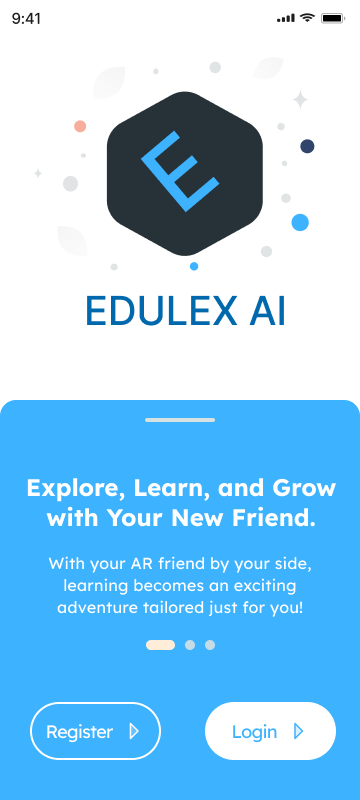 9:41
E
EDULEX AI
Explore, Learn, and Grow
with Your New Friend.
With your AR friend by your side,
learning becomes an exciting
adventure tailored just for you!
Register
Login